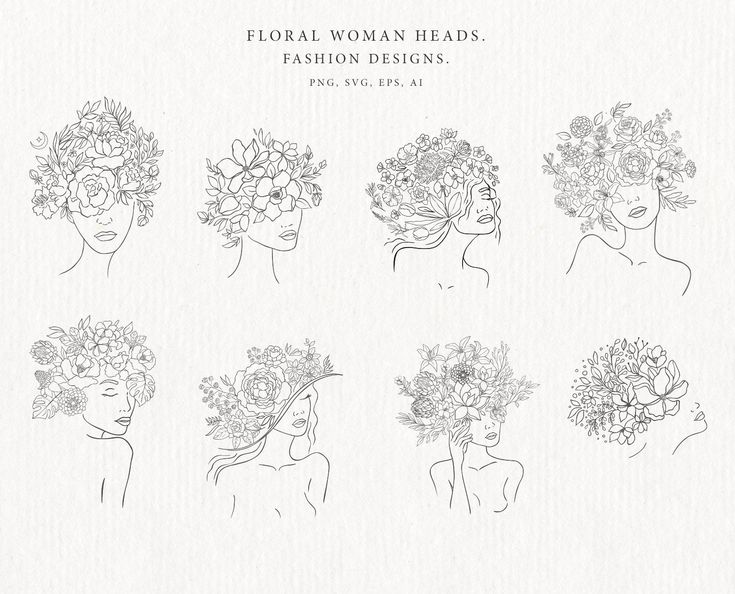 FLORAL WOMAN HEADS.
FASHION DESIGNS.
PNG, SVG, EPS, AI